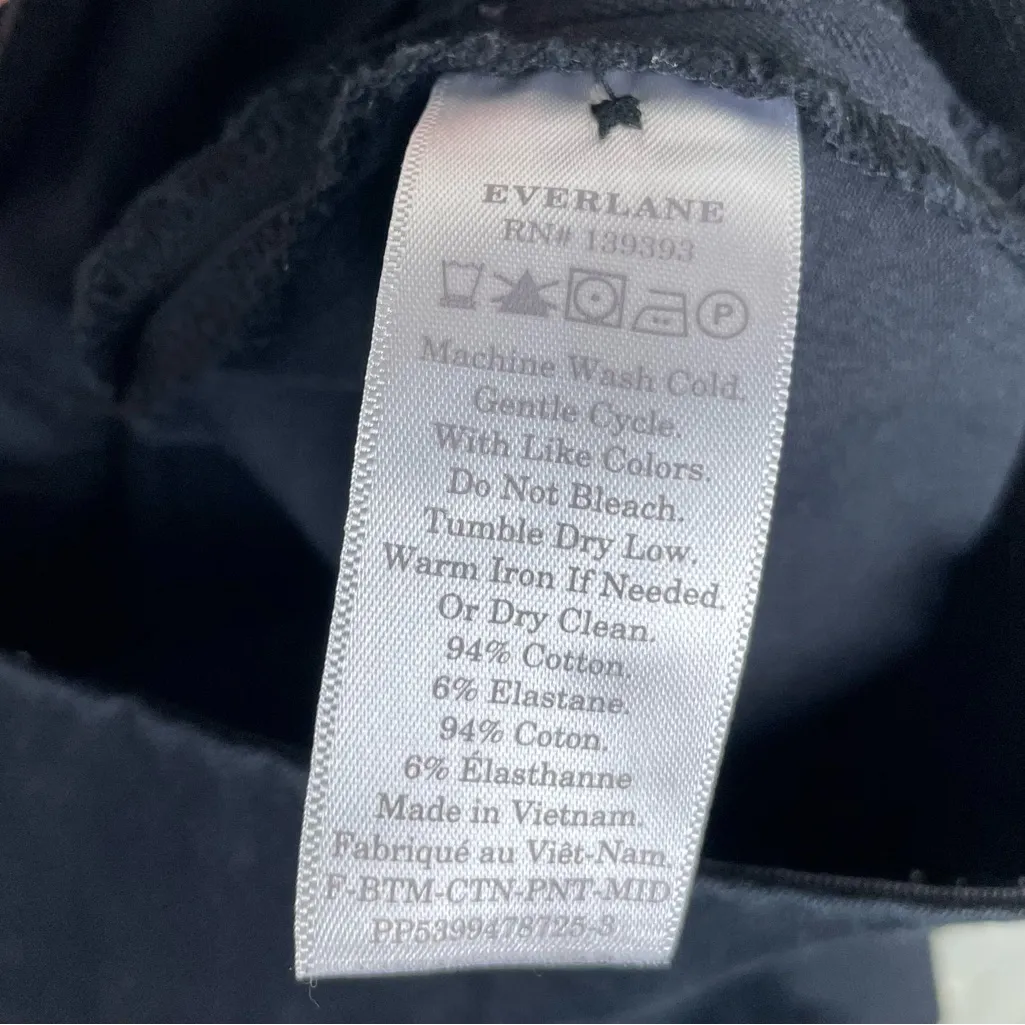 EVERLANE
RN# 139393
P
Machine Wash Cold.
Gentle Cycle.
With Like Colors.
Do Not Bleach.
Tumble Dry Low.
Warm Iron If Needed.
Or Dry Clean.
94% Cotton.
6% Elastane.
94% Coton.
6% Élasthanne
Made in Vietnam.
Fabriqué au Viêt-Nam.
F-BTM-CTN-PNT-MID
PP5399478725-3